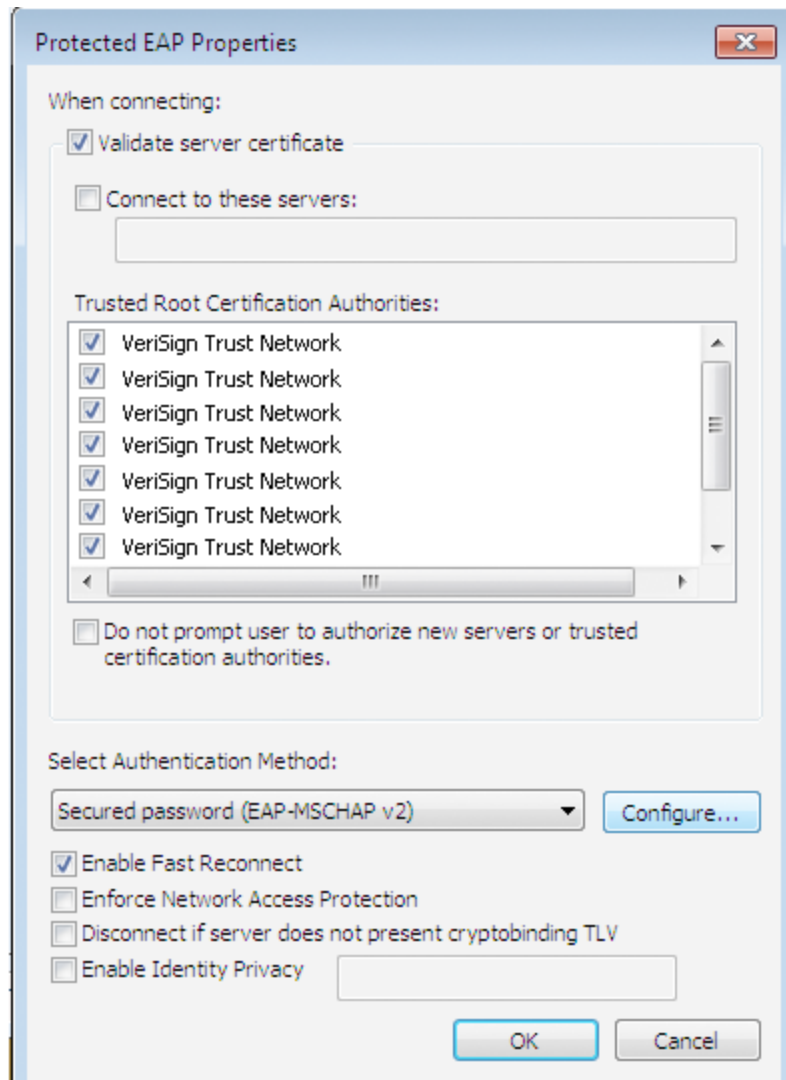 Protected EAP Properties
When connecting:
Validate server certificate
Connect to these servers:
Trusted Root Certification Authorities:
VeriSign Trust Network
VeriSign Trust Network
VeriSign Trust Network
VeriSign Trust Network
VeriSign Trust Network
VeriSign Trust Network
VeriSign Trust Network
Do not prompt user to authorize new servers or trusted
certification authorities.
Select Authentication Method:
Secured password (EAP-MSCHAP v2) Configure...
Enable Fast Reconnect
Enforce Network Access Protection
Disconnect if server does not present cryptobinding TLV
Enable Identity Privacy
OK Cancel